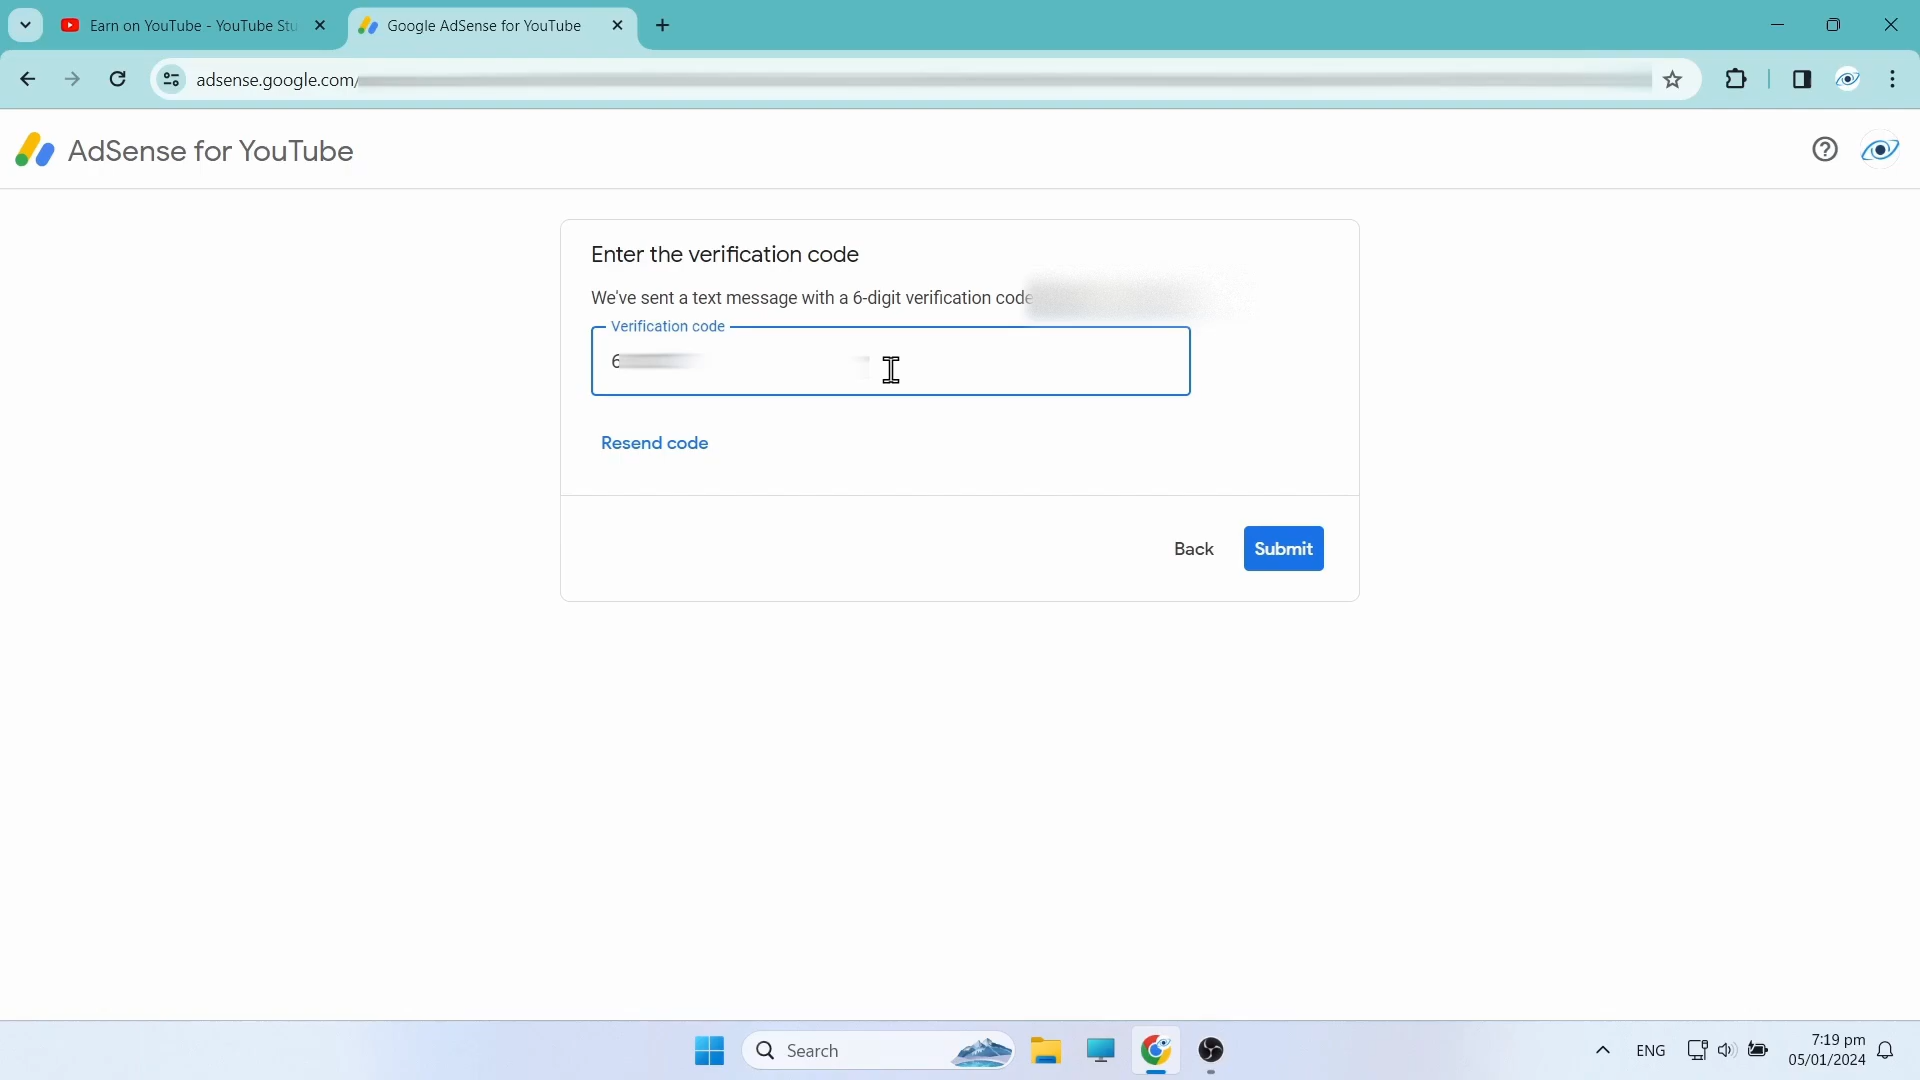 Earn on YouTube - YouTube Stu
Google AdSense for YouTube
adsense.google.com/
AdSense for YouTube
Enter the verification code
We've sent a text message with a 6-digit verification code
Verification code
6
Resend code
Back
Submit
Search
ENG
7:19 pm
05/01/2024